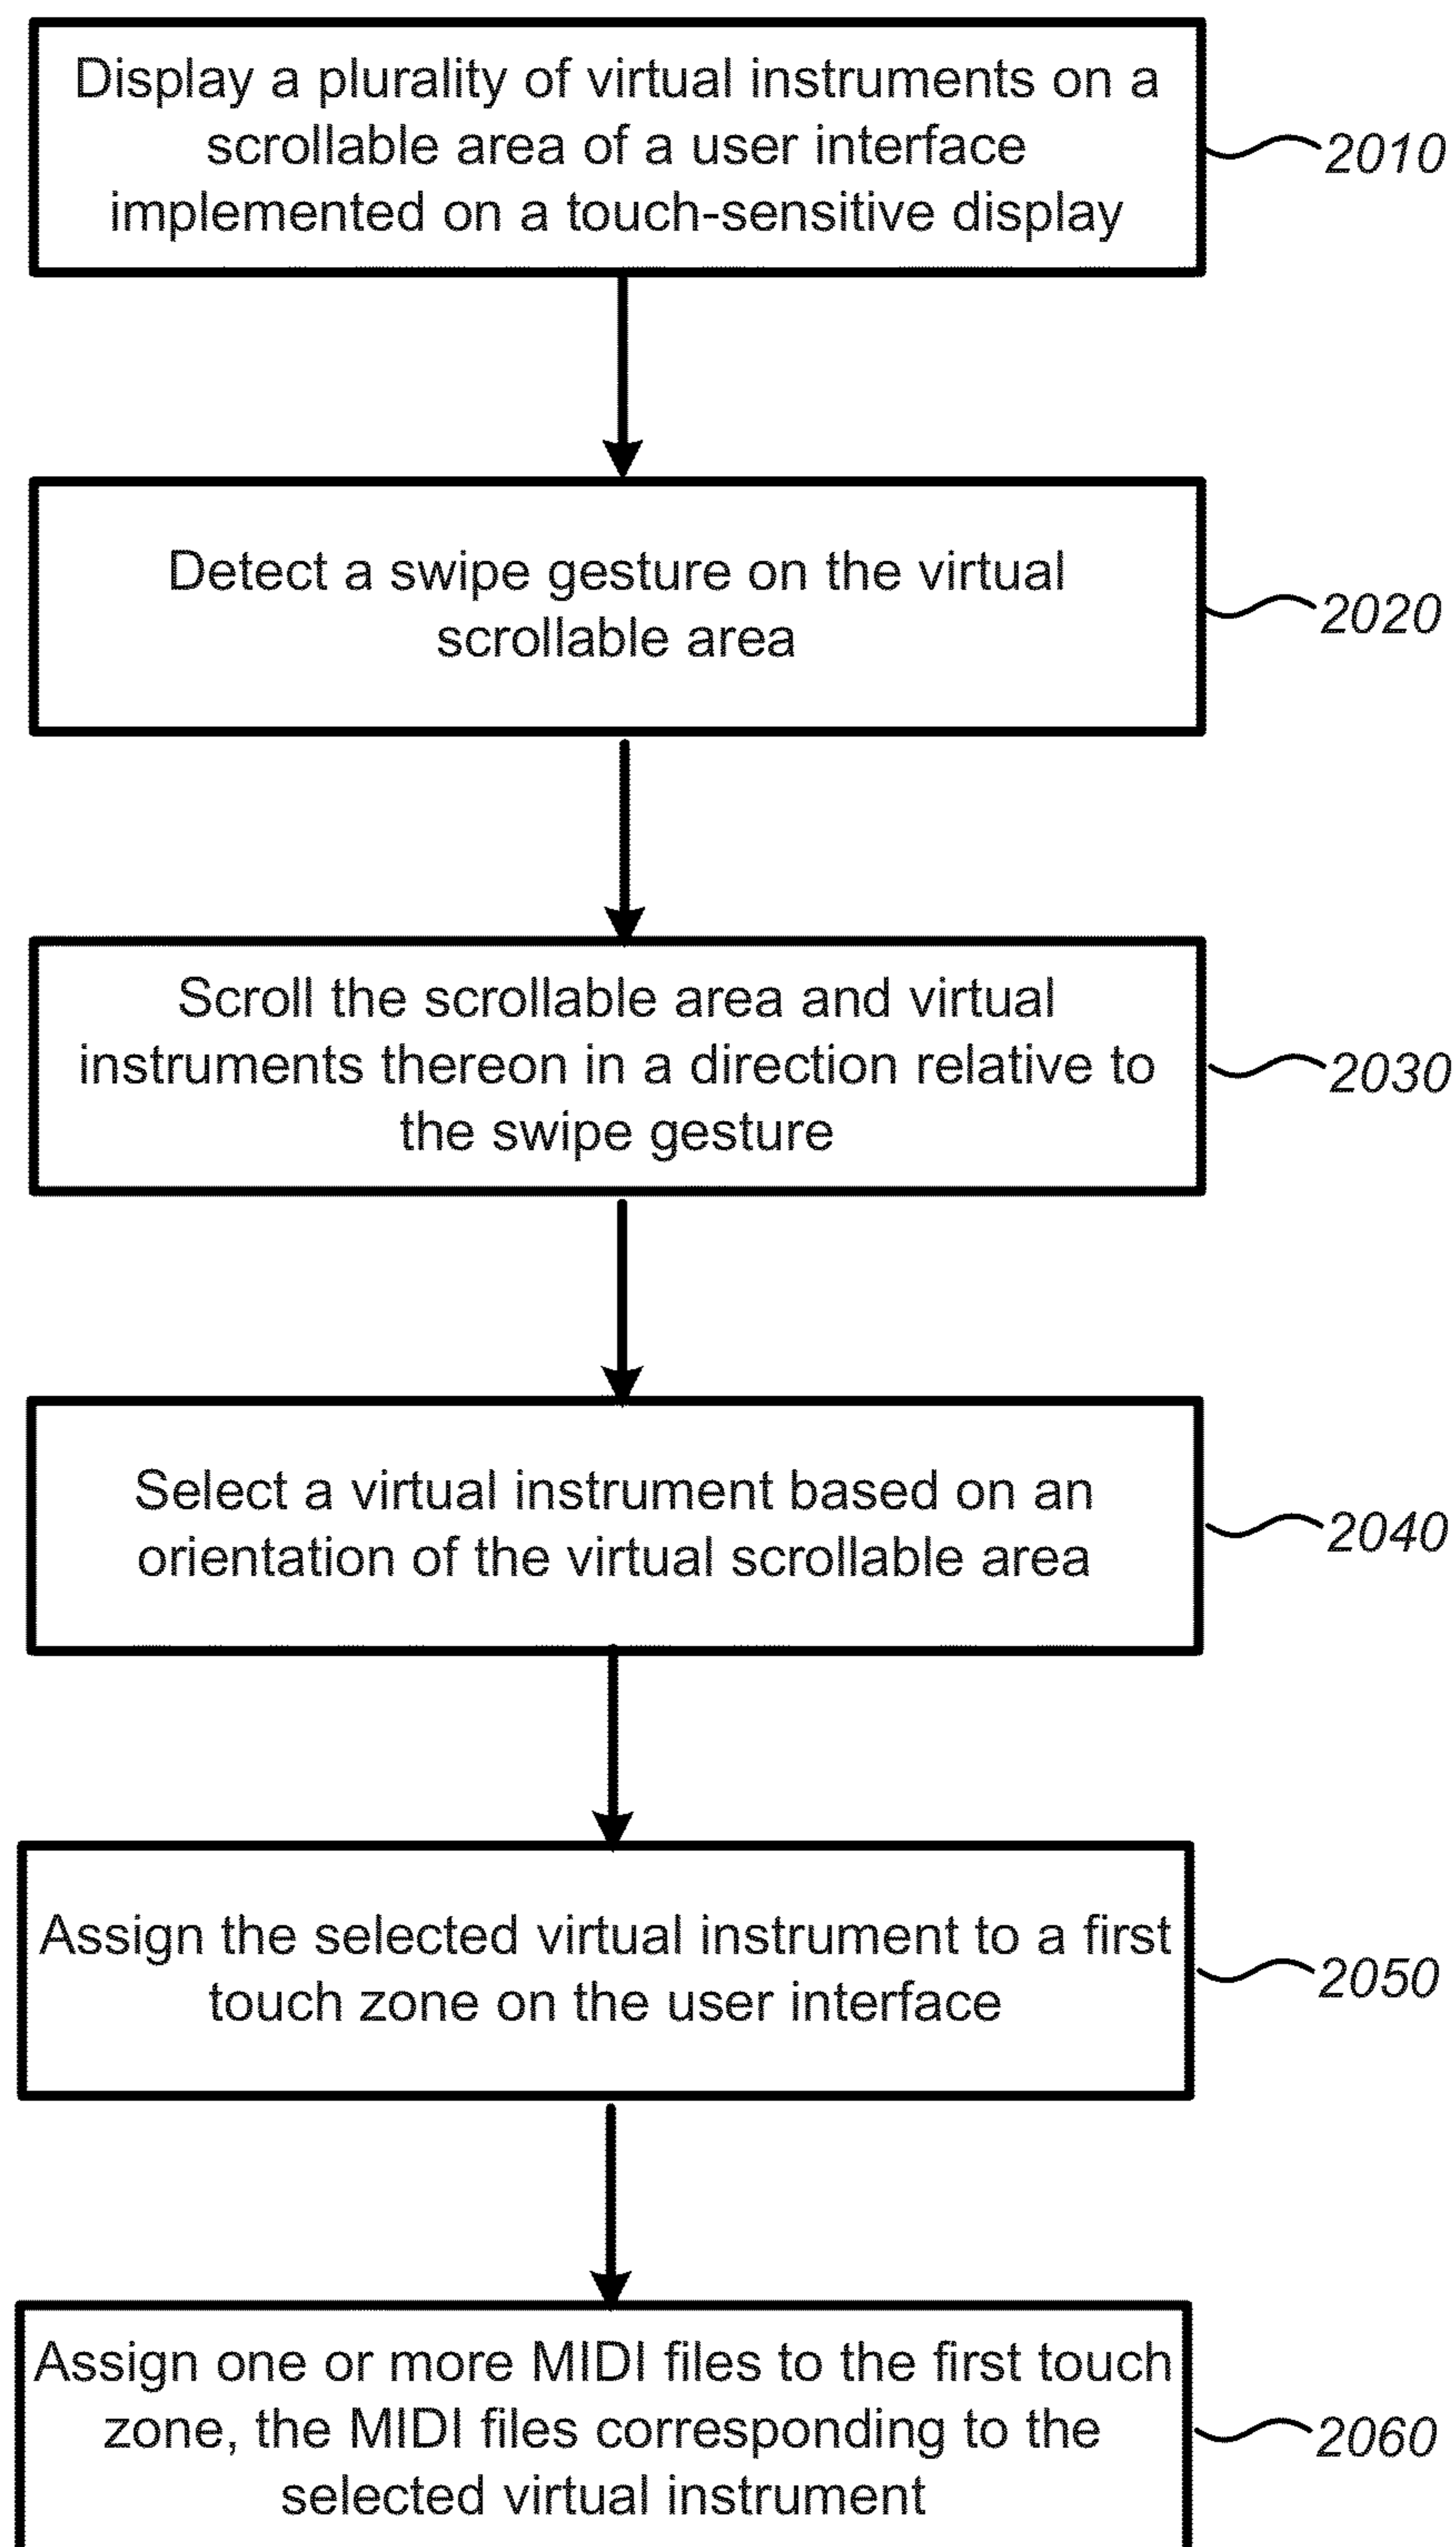 Display a plurality of virtual instruments on a
scrollable area of a user interface
implemented on a touch-sensitive display
2010
Detect a swipe gesture on the virtual
scrollable area
2020
Scroll the scrollable area and virtual
instruments thereon in a direction relative to
the swipe gesture
2030
Select a virtual instrument based on an
orientation of the virtual scrollable area
2040
Assign the selected virtual instrument to a first
touch zone on the user interface
2050
Assign one or more MIDI files to the first touch
zone, the MIDI files corresponding to the
selected virtual instrument
2060